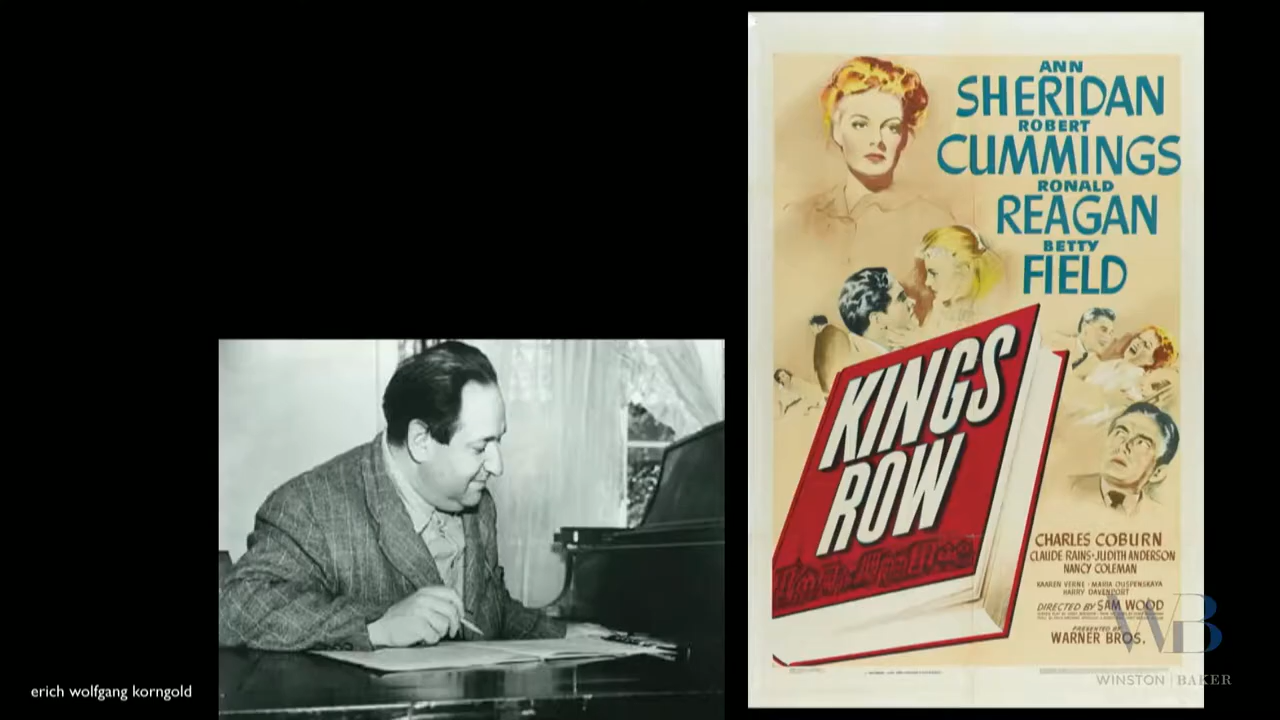 ANN
SHERIDAN
ROBERT
CUMMINGS
RONALD
REAGAN
BETTY
FIELD
KINGS
ROW
CHARLES COBURN
CLAUDE RAINS · JUDITH ANDERSON
NANCY COLEMAN
KAAREN VERNE · MARIA OUSPENSKAYA
HARRY DAVENPORT
DIRECTED BY SAM WOOD
PRESENTED BY
WARNER BROS.
WB
WINSTON | BAKER
erich wolfgang korngold